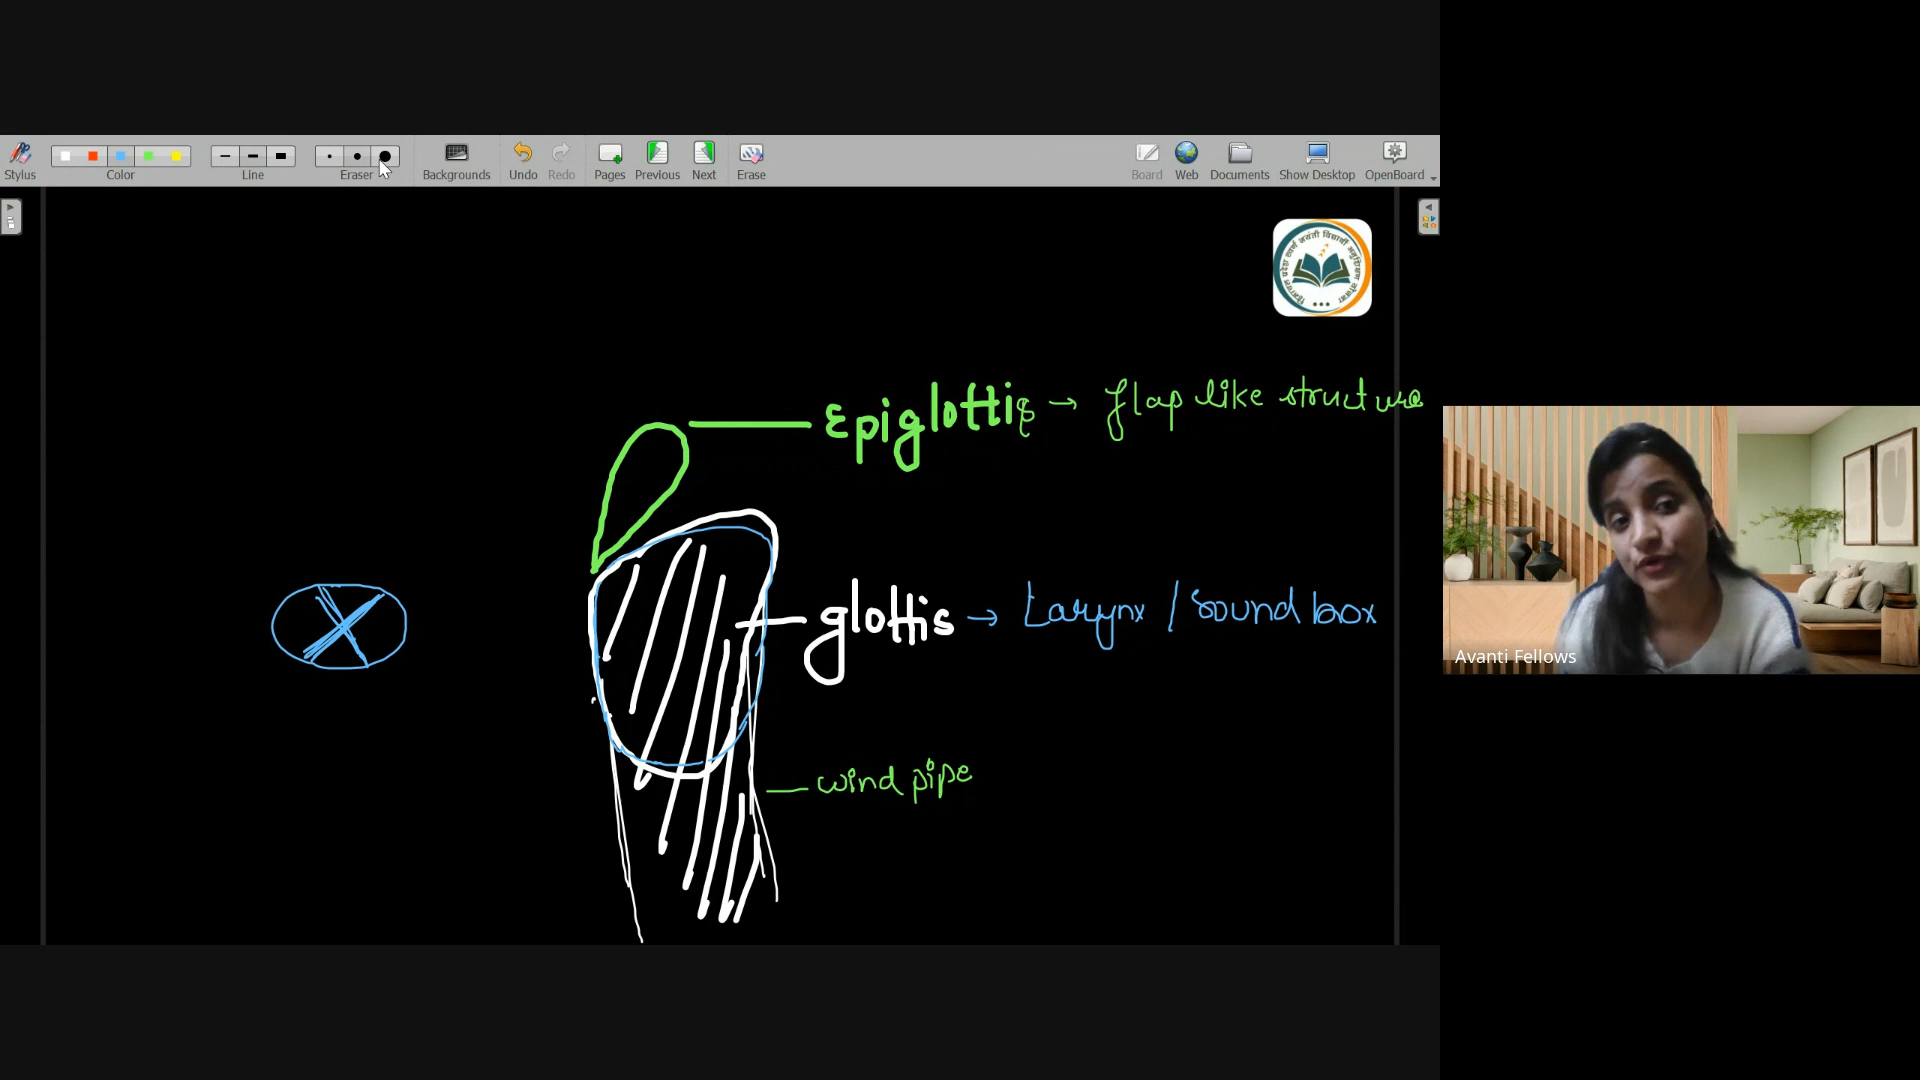 Stylus Color Line Eraser Backgrounds Undo Redo Pages Previous Next Erase Board Web Documents Show Desktop OpenBoard
Epiglottis → flap like structure
glottis → Larynx / Sound box
wind pipe
Avanti Fellows